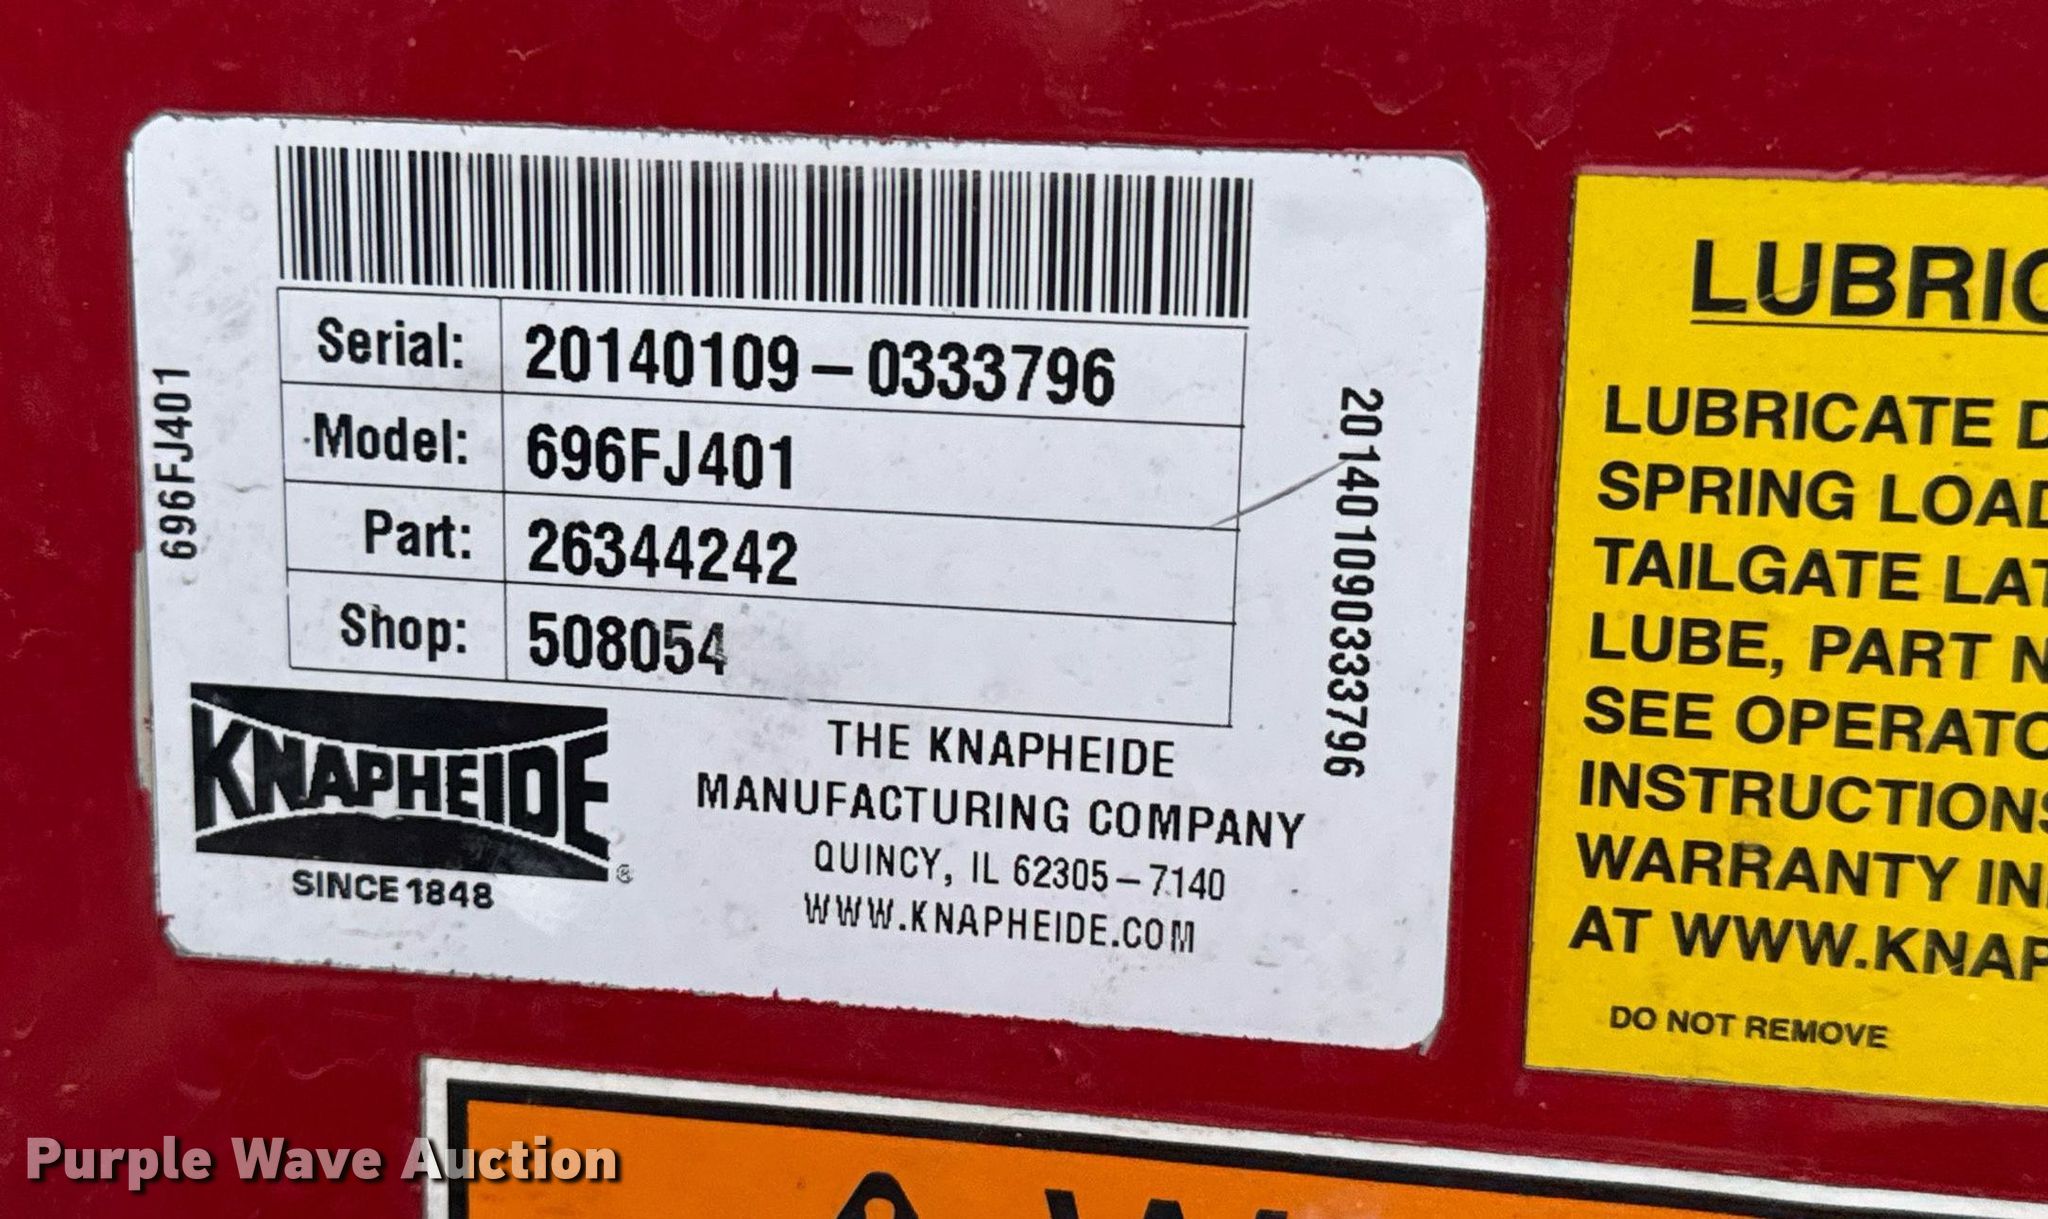 696FJ401
Serial: 20140109-0333796
Model: 696FJ401
Part: 26344242
Shop: 508054
201401090333796
KNAPHEIDE®
SINCE 1848
THE KNAPHEIDE
MANUFACTURING COMPANY
QUINCY, IL 62305-7140
WWW.KNAPHEIDE.COM
LUBRIC
LUBRICATE D
SPRING LOAD
TAILGATE LAT
LUBE, PART N
SEE OPERATO
INSTRUCTIONS
WARRANTY IN
AT WWW.KNAP
DO NOT REMOVE
Purple Wave Auction